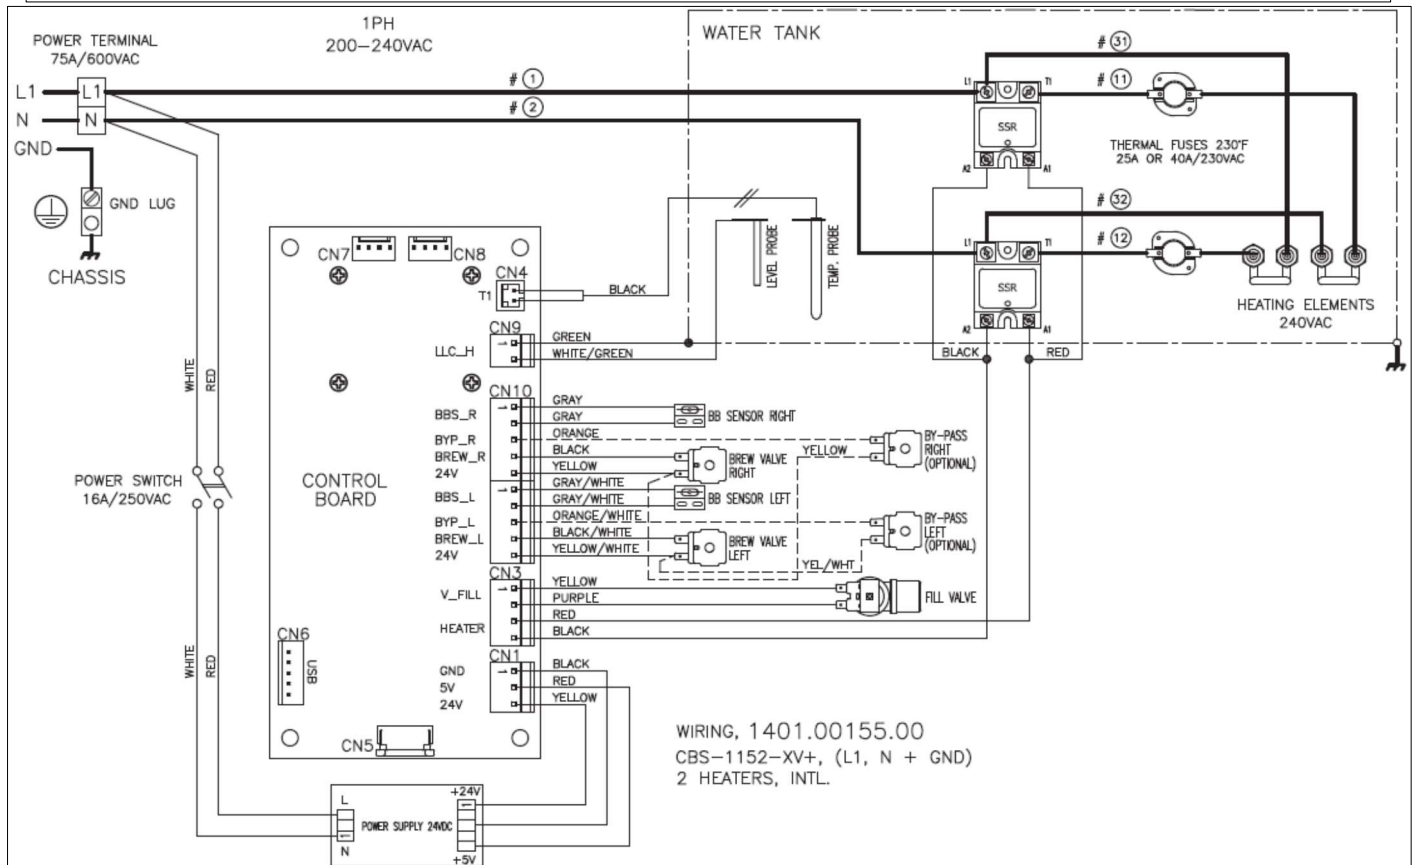 1PH
200-240VAC
POWER TERMINAL
75A/600VAC
WATER TANK
# 31
# 1
# 11
L1
L1
L1
T1
# 2
N
N
SSR
THERMAL FUSES 230°F
25A OR 40A/230VAC
GND
A2
A1
GND LUG
# 32
CHASSIS
CN7
CN8
LEVEL PROBE
TEMP. PROBE
L1
T1
# 12
CN4
T1
BLACK
SSR
HEATING ELEMENTS
240VAC
CN9
LLC_H
1
GREEN
WHITE/GREEN
A2
A1
BLACK
RED
WHITE
RED
CN10
BBS_R
1
GRAY
GRAY
BB SENSOR RIGHT
BYP_R
ORANGE
BREW_R
BLACK
24V
YELLOW
BREW VALVE
RIGHT
YELLOW
BY-PASS
RIGHT
(OPTIONAL)
POWER SWITCH
16A/250VAC
CONTROL
BOARD
BBS_L
1
GRAY/WHITE
GRAY/WHITE
BB SENSOR LEFT
BYP_L
ORANGE/WHITE
BREW_L
BLACK/WHITE
24V
YELLOW/WHITE
BREW VALVE
LEFT
YEL/WHT
BY-PASS
LEFT
(OPTIONAL)
CN3
V_FILL
1
YELLOW
PURPLE
FILL VALVE
HEATER
RED
BLACK
CN6
USB
WHITE
RED
CN1
GND
1
BLACK
5V
RED
24V
YELLOW
CN5
WIRING, 1401.00155.00
CBS-1152-XV+, (L1, N + GND)
2 HEATERS, INTL.
L
+24V
1
POWER SUPPLY 24VDC
1
N
+5V